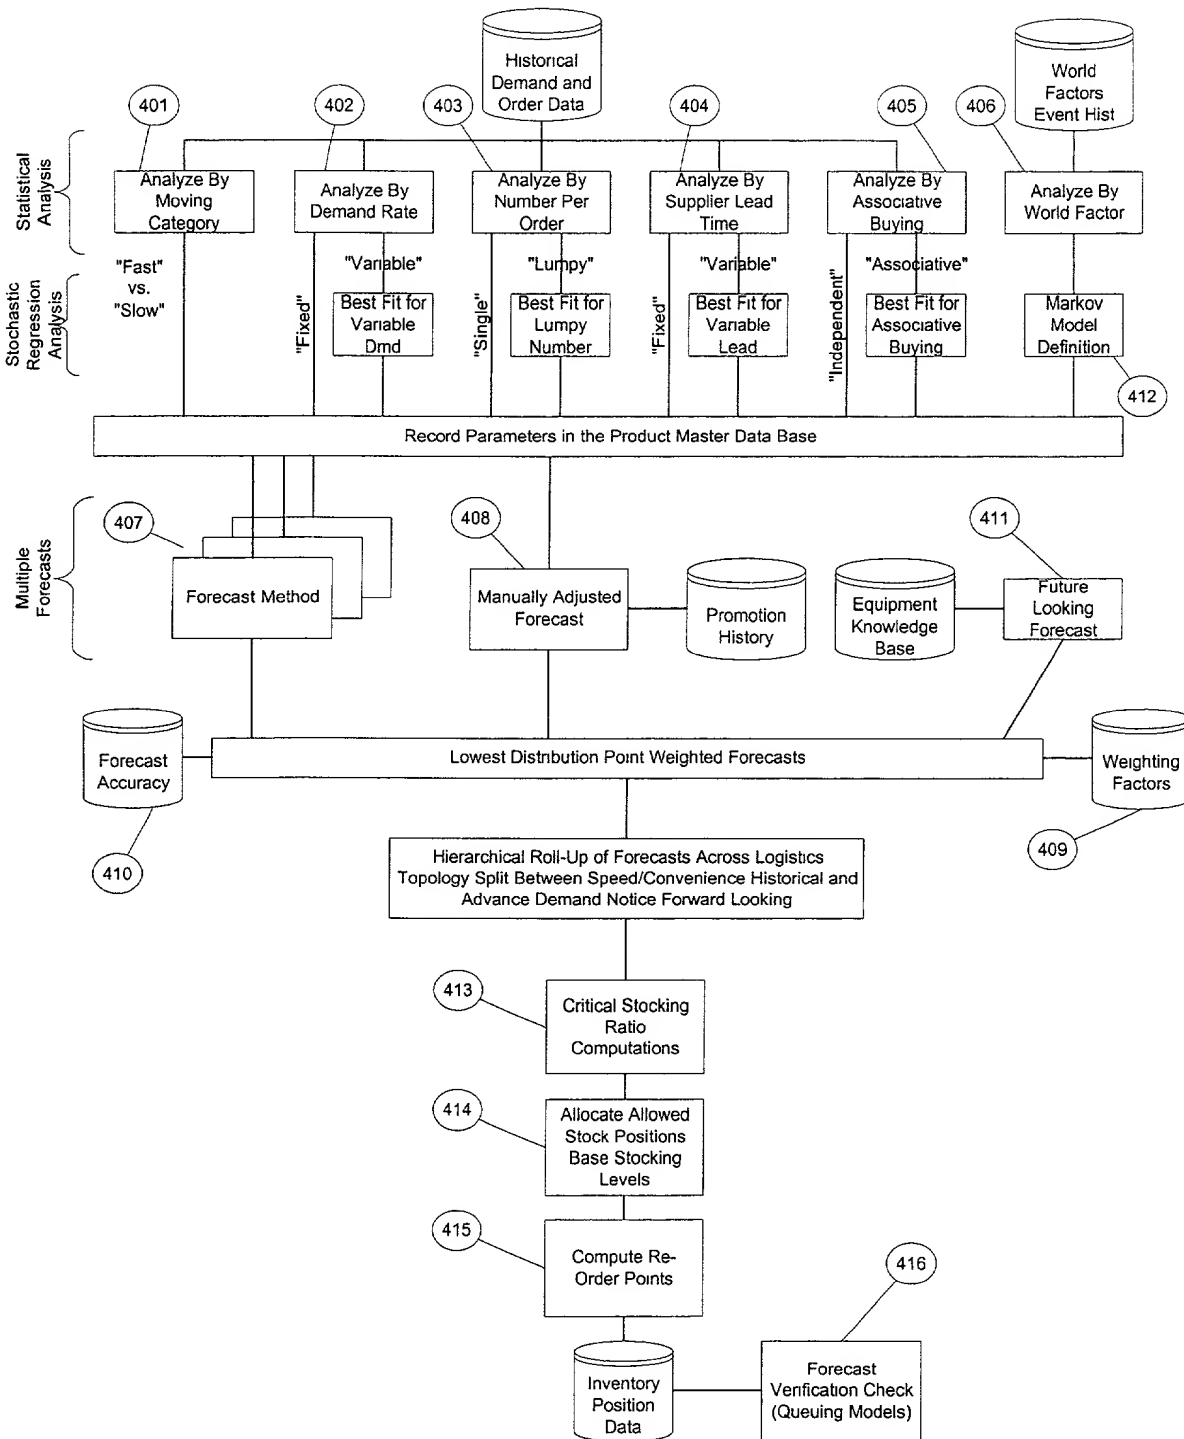 Historical
Demand and
Order Data
World
Factors
Event Hist
401
402
403
404
405
406
Statistical
Analysis
Analyze By
Moving
Category
Analyze By
Demand Rate
Analyze By
Number Per
Order
Analyze By
Supplier Lead
Time
Analyze By
Associative
Buying
Analyze By
World Factor
"Fast"
vs.
"Slow"
"Variable"
"Lumpy"
"Variable"
"Associative"
Stochastic
Regression
Analysis
"Fixed"
Best Fit for
Variable
Dmd
"Single"
Best Fit for
Lumpy
Number
"Fixed"
Best Fit for
Variable
Lead
"Independent"
Best Fit for
Associative
Buying
Markov
Model
Definition
412
Record Parameters in the Product Master Data Base
Multiple
Forecasts
407
408
411
Forecast Method
Manually Adjusted
Forecast
Promotion
History
Equipment
Knowledge
Base
Future
Looking
Forecast
Forecast
Accuracy
Lowest Distribution Point Weighted Forecasts
Weighting
Factors
410
409
Hierarchical Roll-Up of Forecasts Across Logistics
Topology Split Between Speed/Convenience Historical and
Advance Demand Notice Forward Looking
413
Critical Stocking
Ratio
Computations
414
Allocate Allowed
Stock Positions
Base Stocking
Levels
415
Compute Re-
Order Points
416
Inventory
Position
Data
Forecast
Verification Check
(Queuing Models)